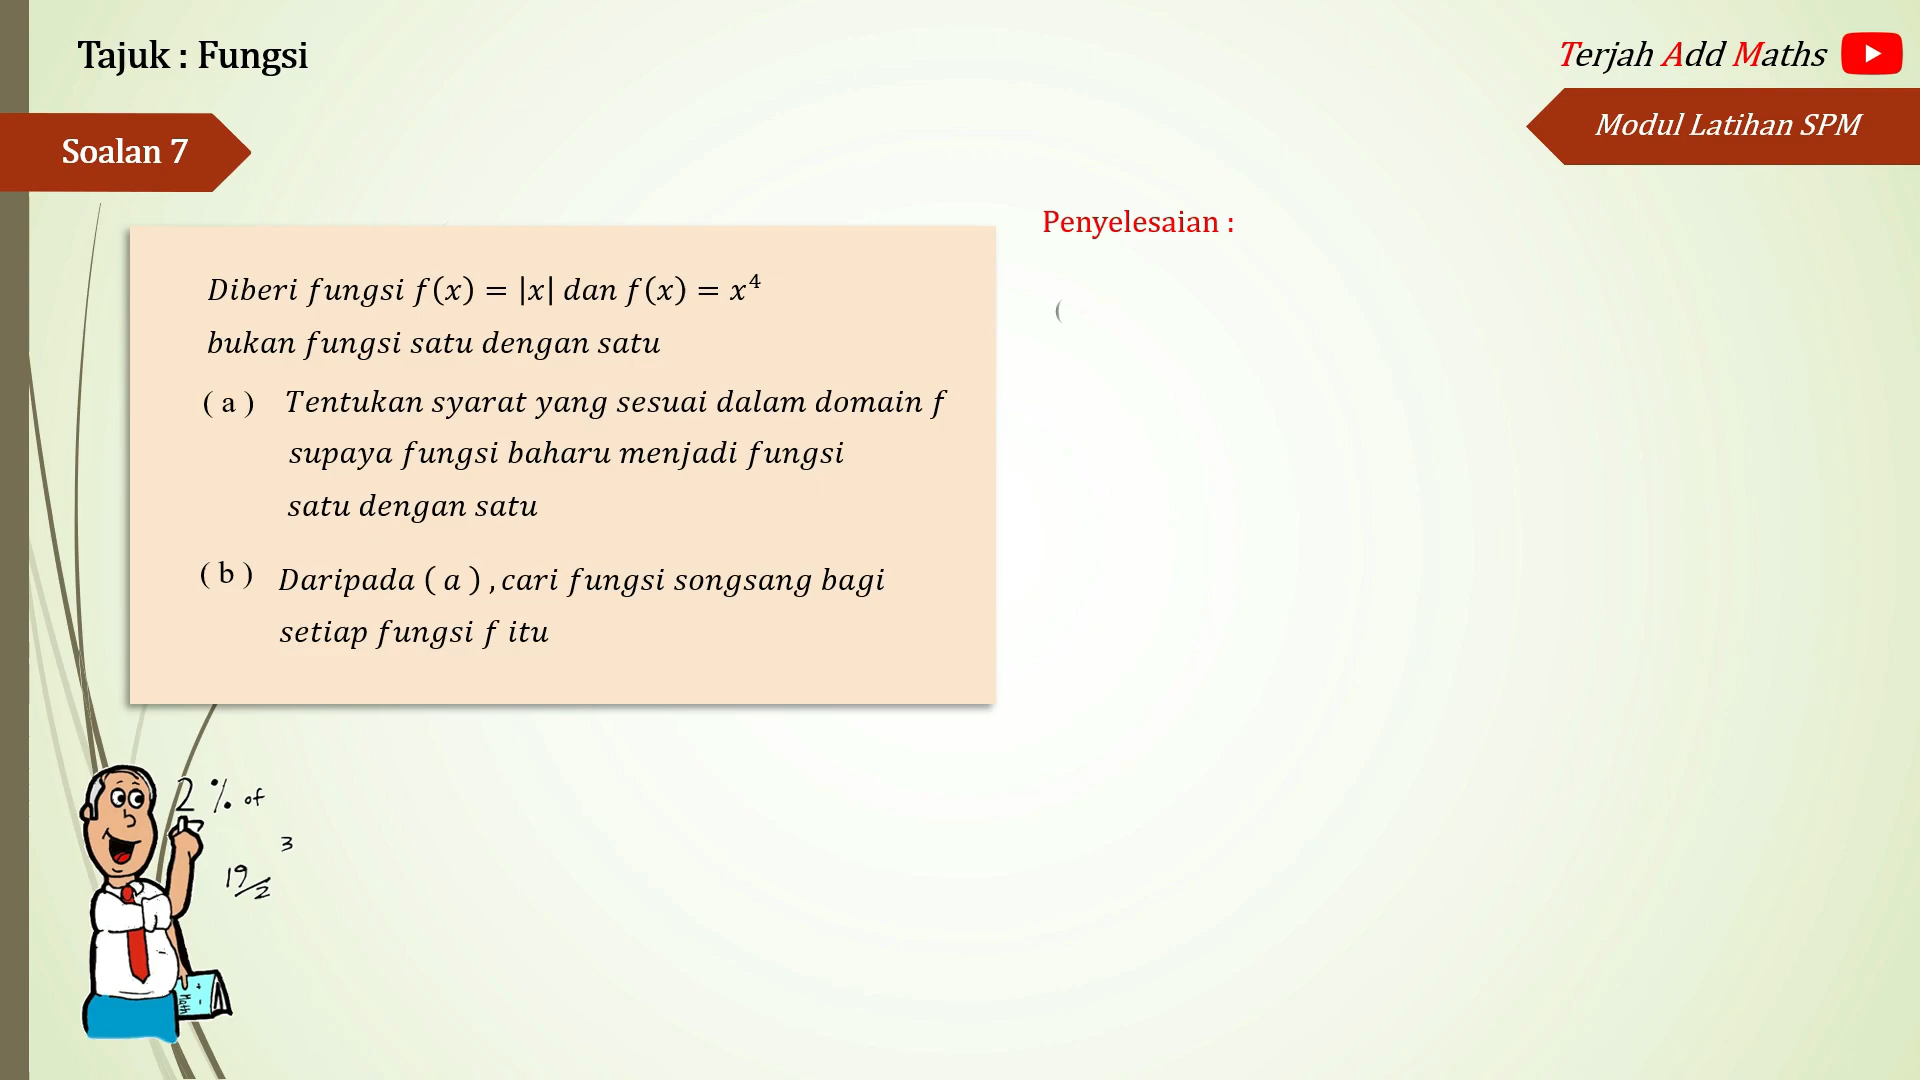 Tajuk : Fungsi
Terjah Add Maths
Modul Latihan SPM
Soalan 7
Penyelesaian :
Diberi fungsi f(x) = |x| dan f(x) = x⁴
bukan fungsi satu dengan satu
( a ) Tentukan syarat yang sesuai dalam domain f
supaya fungsi baharu menjadi fungsi
satu dengan satu
( b ) Daripada ( a ) , cari fungsi songsang bagi
setiap fungsi f itu
(
2 % of
3
19/2
Math